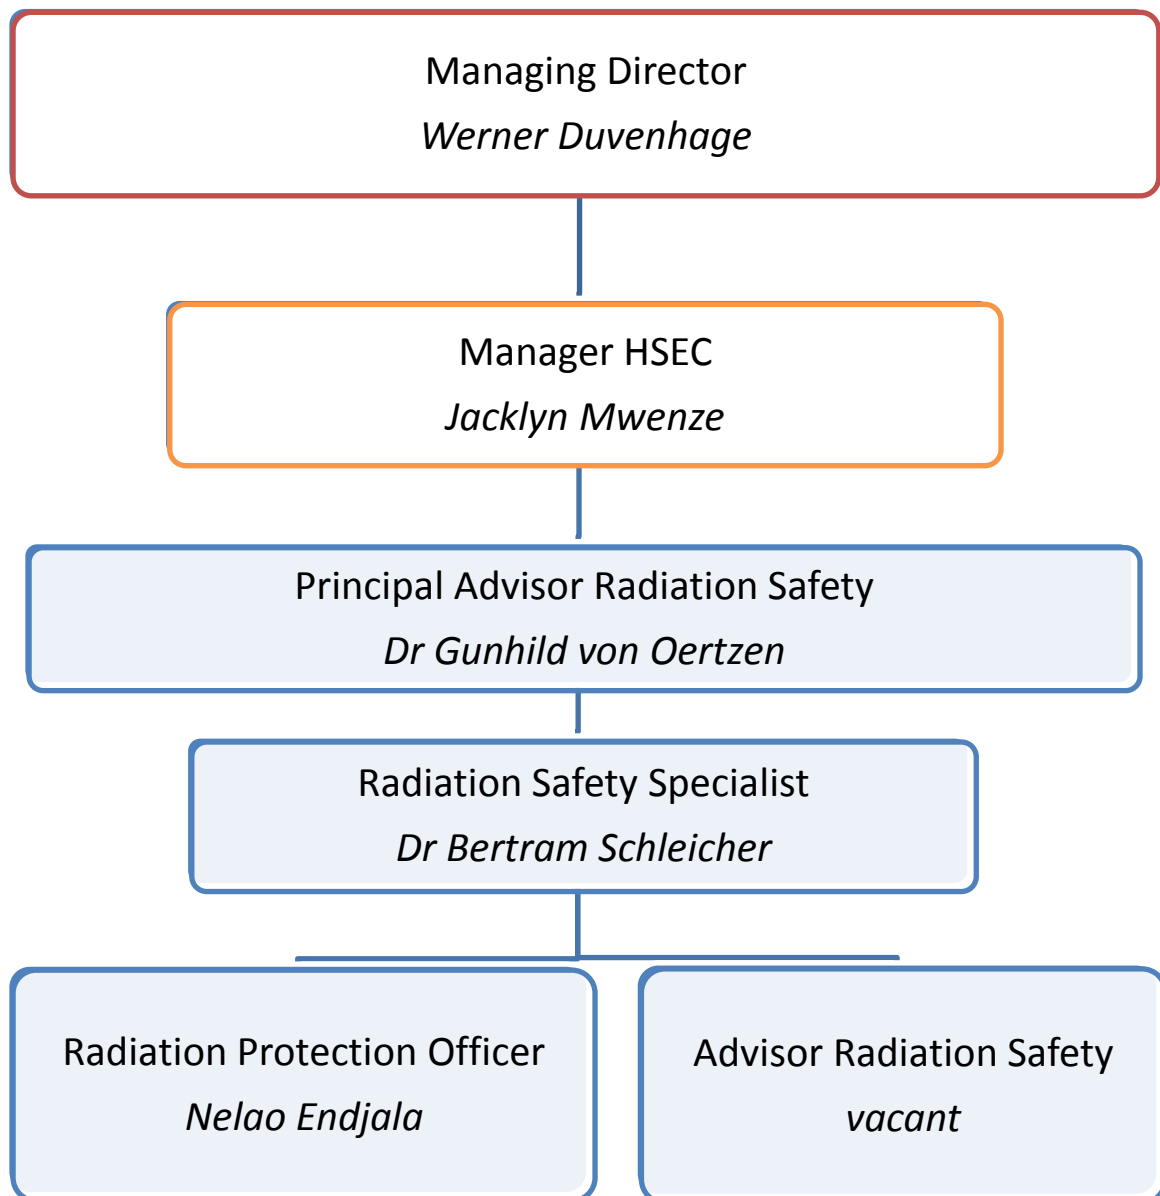 Managing Director
Werner Duvenhage
Manager HSEC
Jacklyn Mwenze
Principal Advisor Radiation Safety
Dr Gunhild von Oertzen
Radiation Safety Specialist
Dr Bertram Schleicher
Radiation Protection Officer
Nelao Endjala
Advisor Radiation Safety
vacant